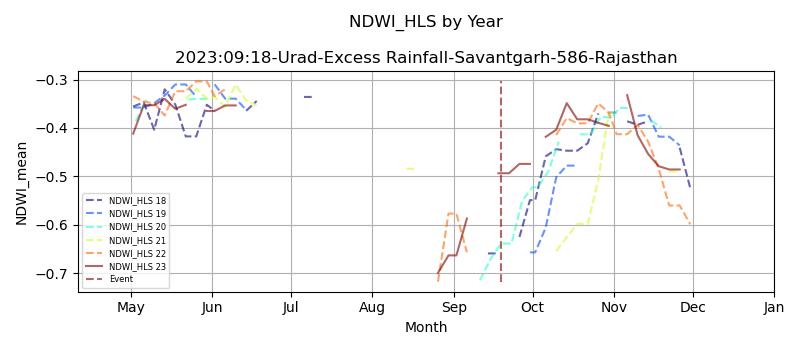 NDWI_HLS by Year
2023:09:18-Urad-Excess Rainfall-Savantgarh-586-Rajasthan
−0.3
−0.4
−0.5
−0.6
−0.7
NDWI_mean
NDWI_HLS 18
NDWI_HLS 19
NDWI_HLS 20
NDWI_HLS 21
NDWI_HLS 22
NDWI_HLS 23
Event
May Jun Jul Aug Sep Oct Nov Dec Jan
Month